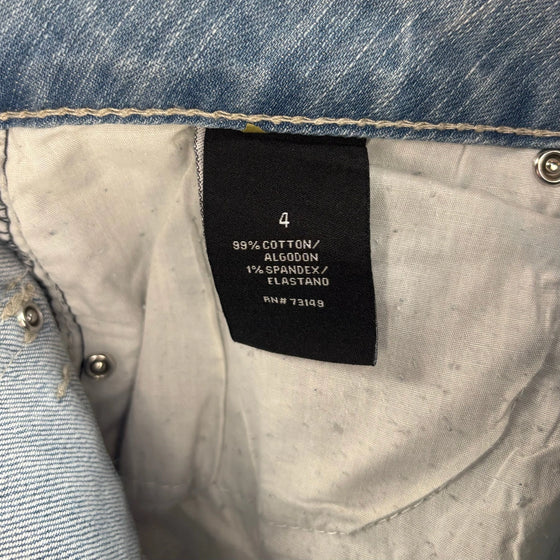 4
99% COTTON/
ALGODON
1% SPANDEX/
ELASTANO
RN# 73149